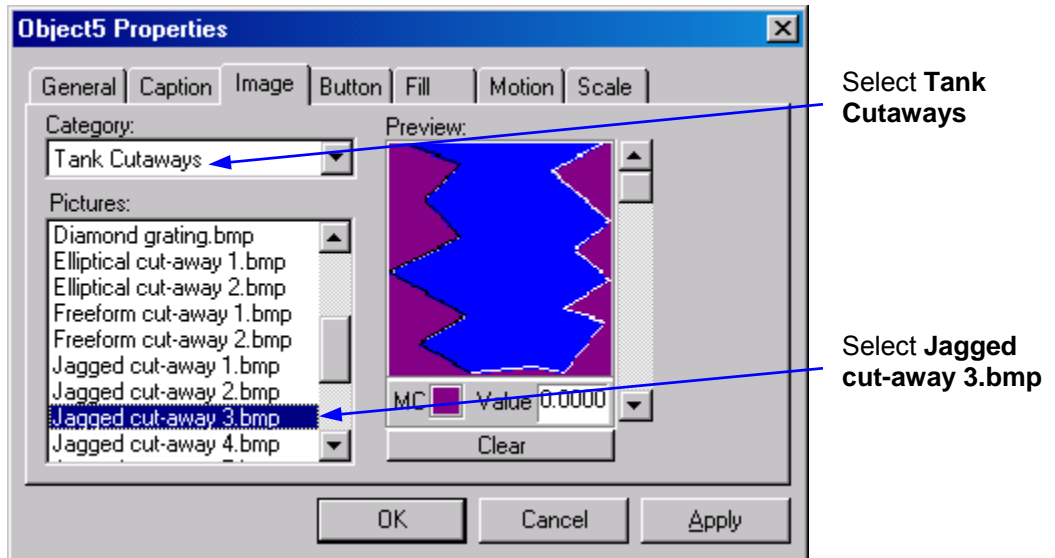 Object5 Properties
General Caption Image Button Fill Motion Scale
Category:
Tank Cutaways
Pictures:
Diamond grating.bmp
Elliptical cut-away 1.bmp
Elliptical cut-away 2.bmp
Freeform cut-away 1.bmp
Freeform cut-away 2.bmp
Jagged cut-away 1.bmp
Jagged cut-away 2.bmp
Jagged cut-away 3.bmp
Jagged cut-away 4.bmp
Preview:
MC Value 0.0000
Clear
OK Cancel Apply
Select Tank
Cutaways
Select Jagged
cut-away 3.bmp